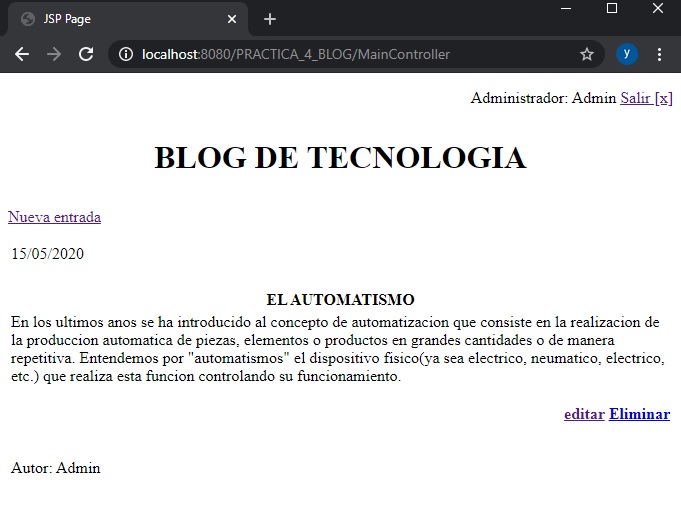 JSP Page
localhost:8080/PRACTICA_4_BLOG/MainController
y
Administrador: Admin Salir [x]
BLOG DE TECNOLOGIA
Nueva entrada
15/05/2020
EL AUTOMATISMO
En los ultimos anos se ha introducido al concepto de automatizacion que consiste en la realizacion de
la produccion automatica de piezas, elementos o productos en grandes cantidades o de manera
repetitiva. Entendemos por "automatismos" el dispositivo fisico(ya sea electrico, neumatico, electrico,
etc.) que realiza esta funcion controlando su funcionamiento.
editar Eliminar
Autor: Admin